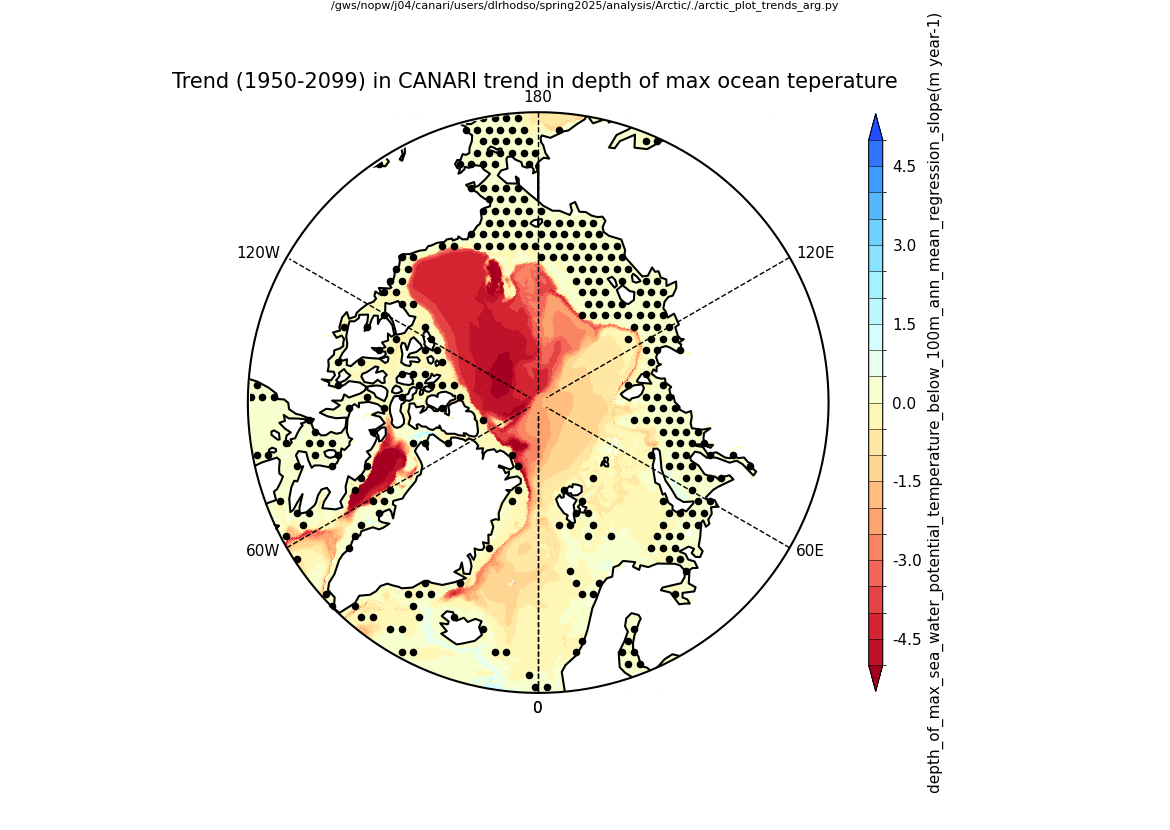 /gws/nopw/j04/canari/users/dlrhodso/spring2025/analysis/Arctic/./arctic_plot_trends_arg.py
Trend (1950-2099) in CANARI trend in depth of max ocean teperature
180
120W
120E
60W
60E
0
4.5
3.0
1.5
0.0
-1.5
-3.0
-4.5
depth_of_max_sea_water_potential_temperature_below_100m_ann_mean_regression_slope(m year-1)